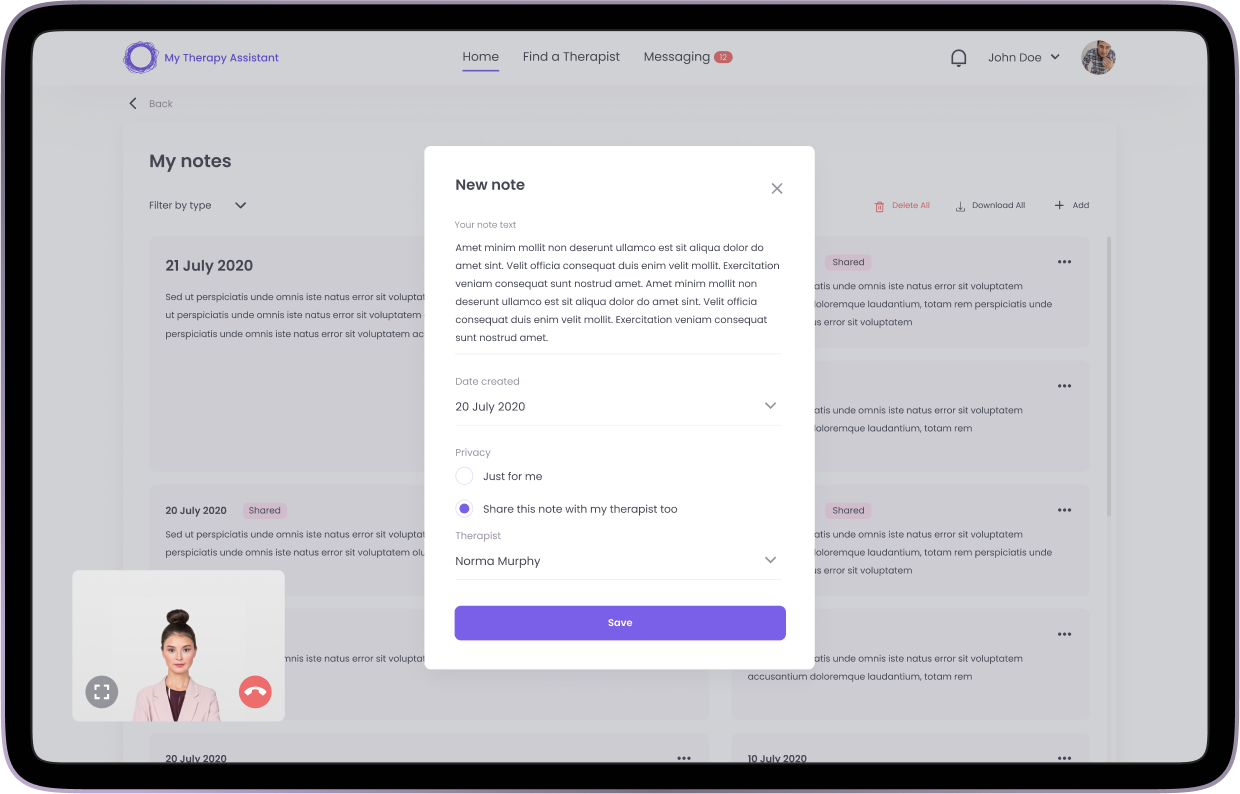 My Therapy Assistant
Home
Find a Therapist
Messaging 12
John Doe
Back
My notes
Filter by type
Delete All
Download All
Add
21 July 2020
Sed ut perspiciatis unde omnis iste natus error sit voluptat
ut perspiciatis unde omnis iste natus error sit voluptatem
perspiciatis unde omnis iste natus error sit voluptatem ac
Shared
atis unde omnis iste natus error sit voluptatem
doloremque laudantium, totam rem perspiciatis unde
us error sit voluptatem
atis unde omnis iste natus error sit voluptatem
doloremque laudantium, totam rem
20 July 2020
Shared
Sed ut perspiciatis unde omnis iste natus error sit voluptat
perspiciatis unde omnis iste natus error sit voluptatem olu
Shared
atis unde omnis iste natus error sit voluptatem
doloremque laudantium, totam rem perspiciatis unde
us error sit voluptatem
mnis iste natus error sit voluptat
atis unde omnis iste natus error sit voluptatem
accusantium doloremque laudantium, totam rem
20 July 2020
10 July 2020
New note
Your note text
Amet minim mollit non deserunt ullamco est sit aliqua dolor do
amet sint. Velit officia consequat duis enim velit mollit. Exercitation
veniam consequat sunt nostrud amet. Amet minim mollit non
deserunt ullamco est sit aliqua dolor do amet sint. Velit officia
consequat duis enim velit mollit. Exercitation veniam consequat
sunt nostrud amet.
Date created
20 July 2020
Privacy
Just for me
Share this note with my therapist too
Therapist
Norma Murphy
Save